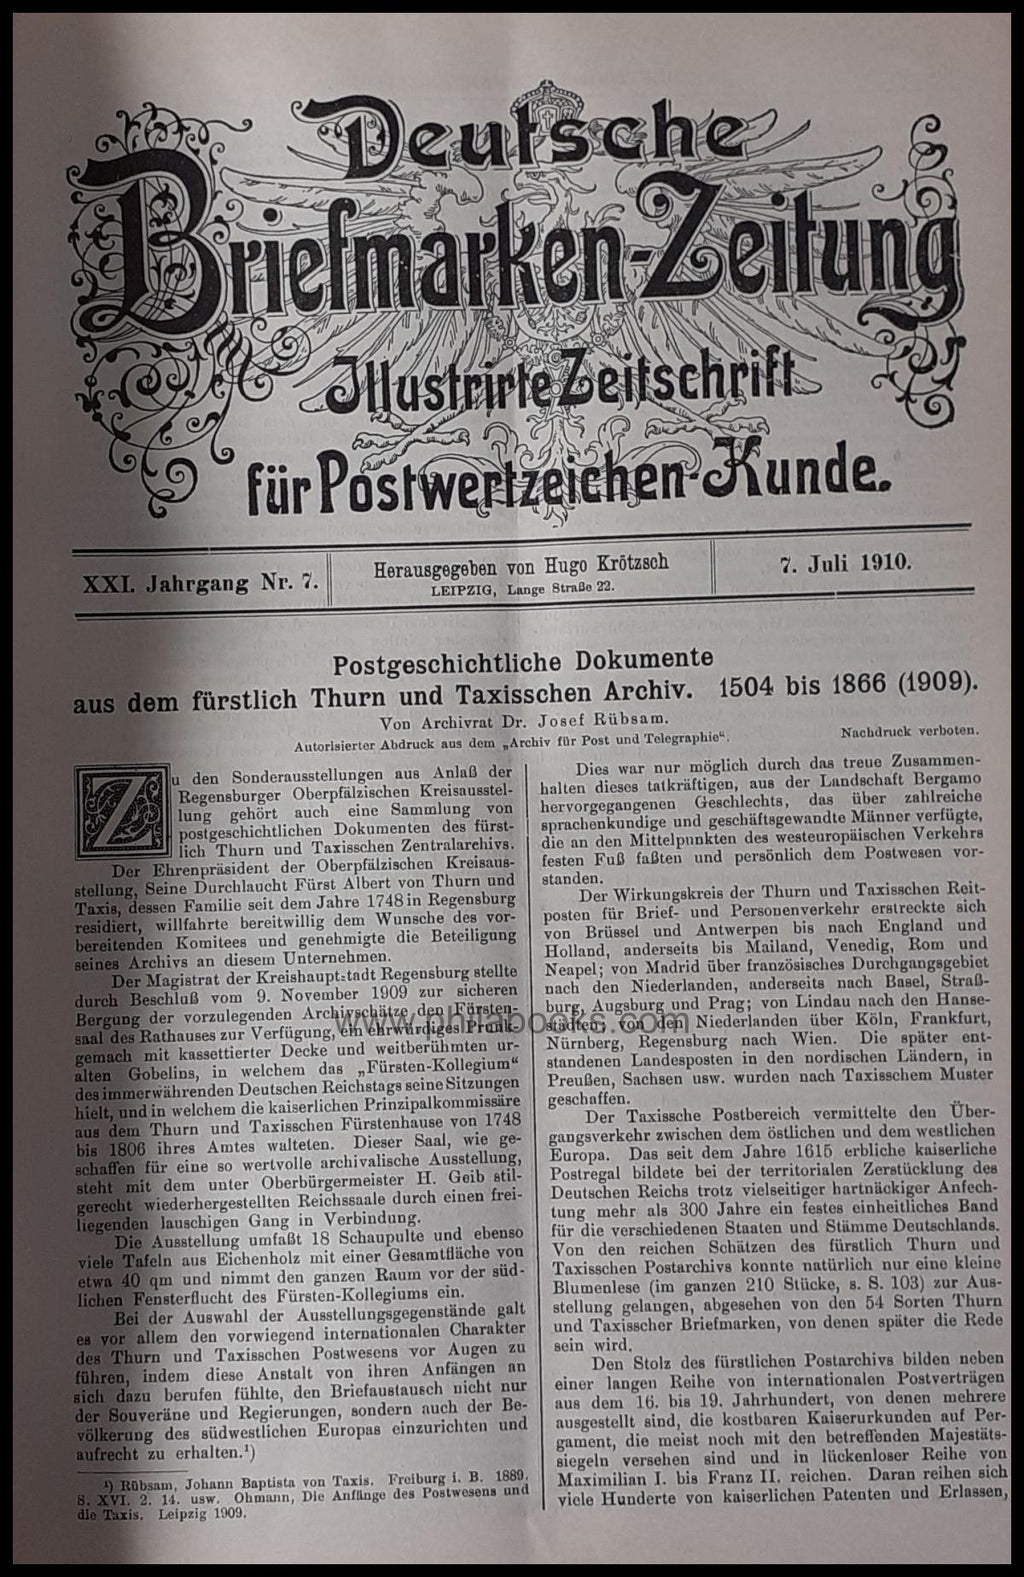 Deutsche
Briefmarken-Zeitung
Illustrirte Zeitschrift
für Postwertzeichen-Kunde.
XXI. Jahrgang Nr. 7.
Herausgegeben von Hugo Krötzsch
LEIPZIG, Lange Straße 22.
7. Juli 1910.
Postgeschichtliche Dokumente
aus dem fürstlich Thurn und Taxisschen Archiv. 1504 bis 1866 (1909).
Von Archivrat Dr. Josef Rübsam.
Autorisierter Abdruck aus dem „Archiv für Post und Telegraphie“.
Nachdruck verboten.
Zu den Sonderausstellungen aus Anlaß der
Regensburger Oberpfälzischen Kreisausstel-
lung gehört auch eine Sammlung von
postgeschichtlichen Dokumenten des fürst-
lich Thurn und Taxisschen Zentralarchivs.
Der Ehrenpräsident der Oberpfälzischen Kreisaus-
stellung, Seine Durchlaucht Fürst Albert von Thurn und
Taxis, dessen Familie seit dem Jahre 1748 in Regensburg
residiert, willfahrte bereitwillig dem Wunsche des vor-
bereitenden Komitees und genehmigte die Beteiligung
seines Archivs an diesem Unternehmen.
Der Magistrat der Kreishauptstadt Regensburg stellte
durch Beschluß vom 9. November 1909 zur sicheren
Bergung der vorzulegenden Archivschätze den Fürsten-
saal des Rathauses zur Verfügung, ein ehrwürdiges Prunk-
gemach mit kassettierter Decke und weitberühmten ur-
alten Gobelins, in welchem das „Fürsten-Kollegium“
des immerwährenden Deutschen Reichstags seine Sitzungen
hielt, und in welchem die kaiserlichen Prinzipalkommissäre
aus dem Thurn und Taxisschen Fürstenhause von 1748
bis 1806 ihres Amtes walteten. Dieser Saal, wie ge-
schaffen für eine so wertvolle archivalische Ausstellung,
steht mit dem unter Oberbürgermeister H. Geib stil-
gerecht wiederhergestellten Reichssaale durch einen frei-
liegenden lauschigen Gang in Verbindung.
Die Ausstellung umfaßt 18 Schaupulte und ebenso
viele Tafeln aus Eichenholz mit einer Gesamtfläche von
etwa 40 qm und nimmt den ganzen Raum vor der süd-
lichen Fensterflucht des Fürsten-Kollegiums ein.
Bei der Auswahl der Ausstellungsgegenstände galt
es vor allem den vorwiegend internationalen Charakter
des Thurn und Taxisschen Postwesens vor Augen zu
führen, indem diese Anstalt von ihren Anfängen an
sich dazu berufen fühlte, den Briefaustausch nicht nur
der Souveräne und Regierungen, sondern auch der Be-
völkerung des südwestlichen Europas einzurichten und
aufrecht zu erhalten.¹)
¹) Rübsam, Johann Baptista von Taxis. Freiburg i. B. 1889.
S. XVI. 2. 14. usw. Ohmann, Die Anfänge des Postwesens und
die Taxis. Leipzig 1909.
Dies war nur möglich durch das treue Zusammen-
halten dieses tatkräftigen, aus der Landschaft Bergamo
hervorgegangenen Geschlechts, das über zahlreiche
sprachenkundige und geschäftsgewandte Männer verfügte,
die an den Mittelpunkten des westeuropäischen Verkehrs
festen Fuß faßten und persönlich dem Postwesen vor-
standen.
Der Wirkungskreis der Thurn und Taxisschen Reit-
posten für Brief- und Personenverkehr erstreckte sich
von Brüssel und Antwerpen bis nach England und
Holland, anderseits bis Mailand, Venedig, Rom und
Neapel; von Madrid über französisches Durchgangsgebiet
nach den Niederlanden, anderseits nach Basel, Straß-
burg, Augsburg und Prag; von Lindau nach den Hanse-
städten; von den Niederlanden über Köln, Frankfurt,
Nürnberg, Regensburg nach Wien. Die später ent-
standenen Landesposten in den nordischen Ländern, in
Preußen, Sachsen usw. wurden nach Taxisschem Muster
geschaffen.
Der Taxissche Postbereich vermittelte den Über-
gangsverkehr zwischen dem östlichen und dem westlichen
Europa. Das seit dem Jahre 1615 erbliche kaiserliche
Postregal bildete bei der territorialen Zerstücklung des
Deutschen Reichs trotz vielseitiger hartnäckiger Anfech-
tung mehr als 300 Jahre ein festes einheitliches Band
für die verschiedenen Staaten und Stämme Deutschlands.
Von den reichen Schätzen des fürstlich Thurn und
Taxisschen Postarchivs konnte natürlich nur eine kleine
Blumenlese (im ganzen 210 Stücke, s. S. 103) zur Aus-
stellung gelangen, abgesehen von den 54 Sorten Thurn
und Taxisscher Briefmarken, von denen später die Rede
sein wird.
Den Stolz des fürstlichen Postarchivs bilden neben
einer langen Reihe von internationalen Postverträgen
aus dem 16. bis 19. Jahrhundert, von denen mehrere
ausgestellt sind, die kostbaren Kaiserurkunden auf Per-
gament, die meist noch mit den betreffenden Majestäts-
siegeln versehen sind und in lückenloser Reihe von
Maximilian I. bis Franz II. reichen. Daran reihen sich
viele Hunderte von kaiserlichen Patenten und Erlassen,
www.philabooks.com